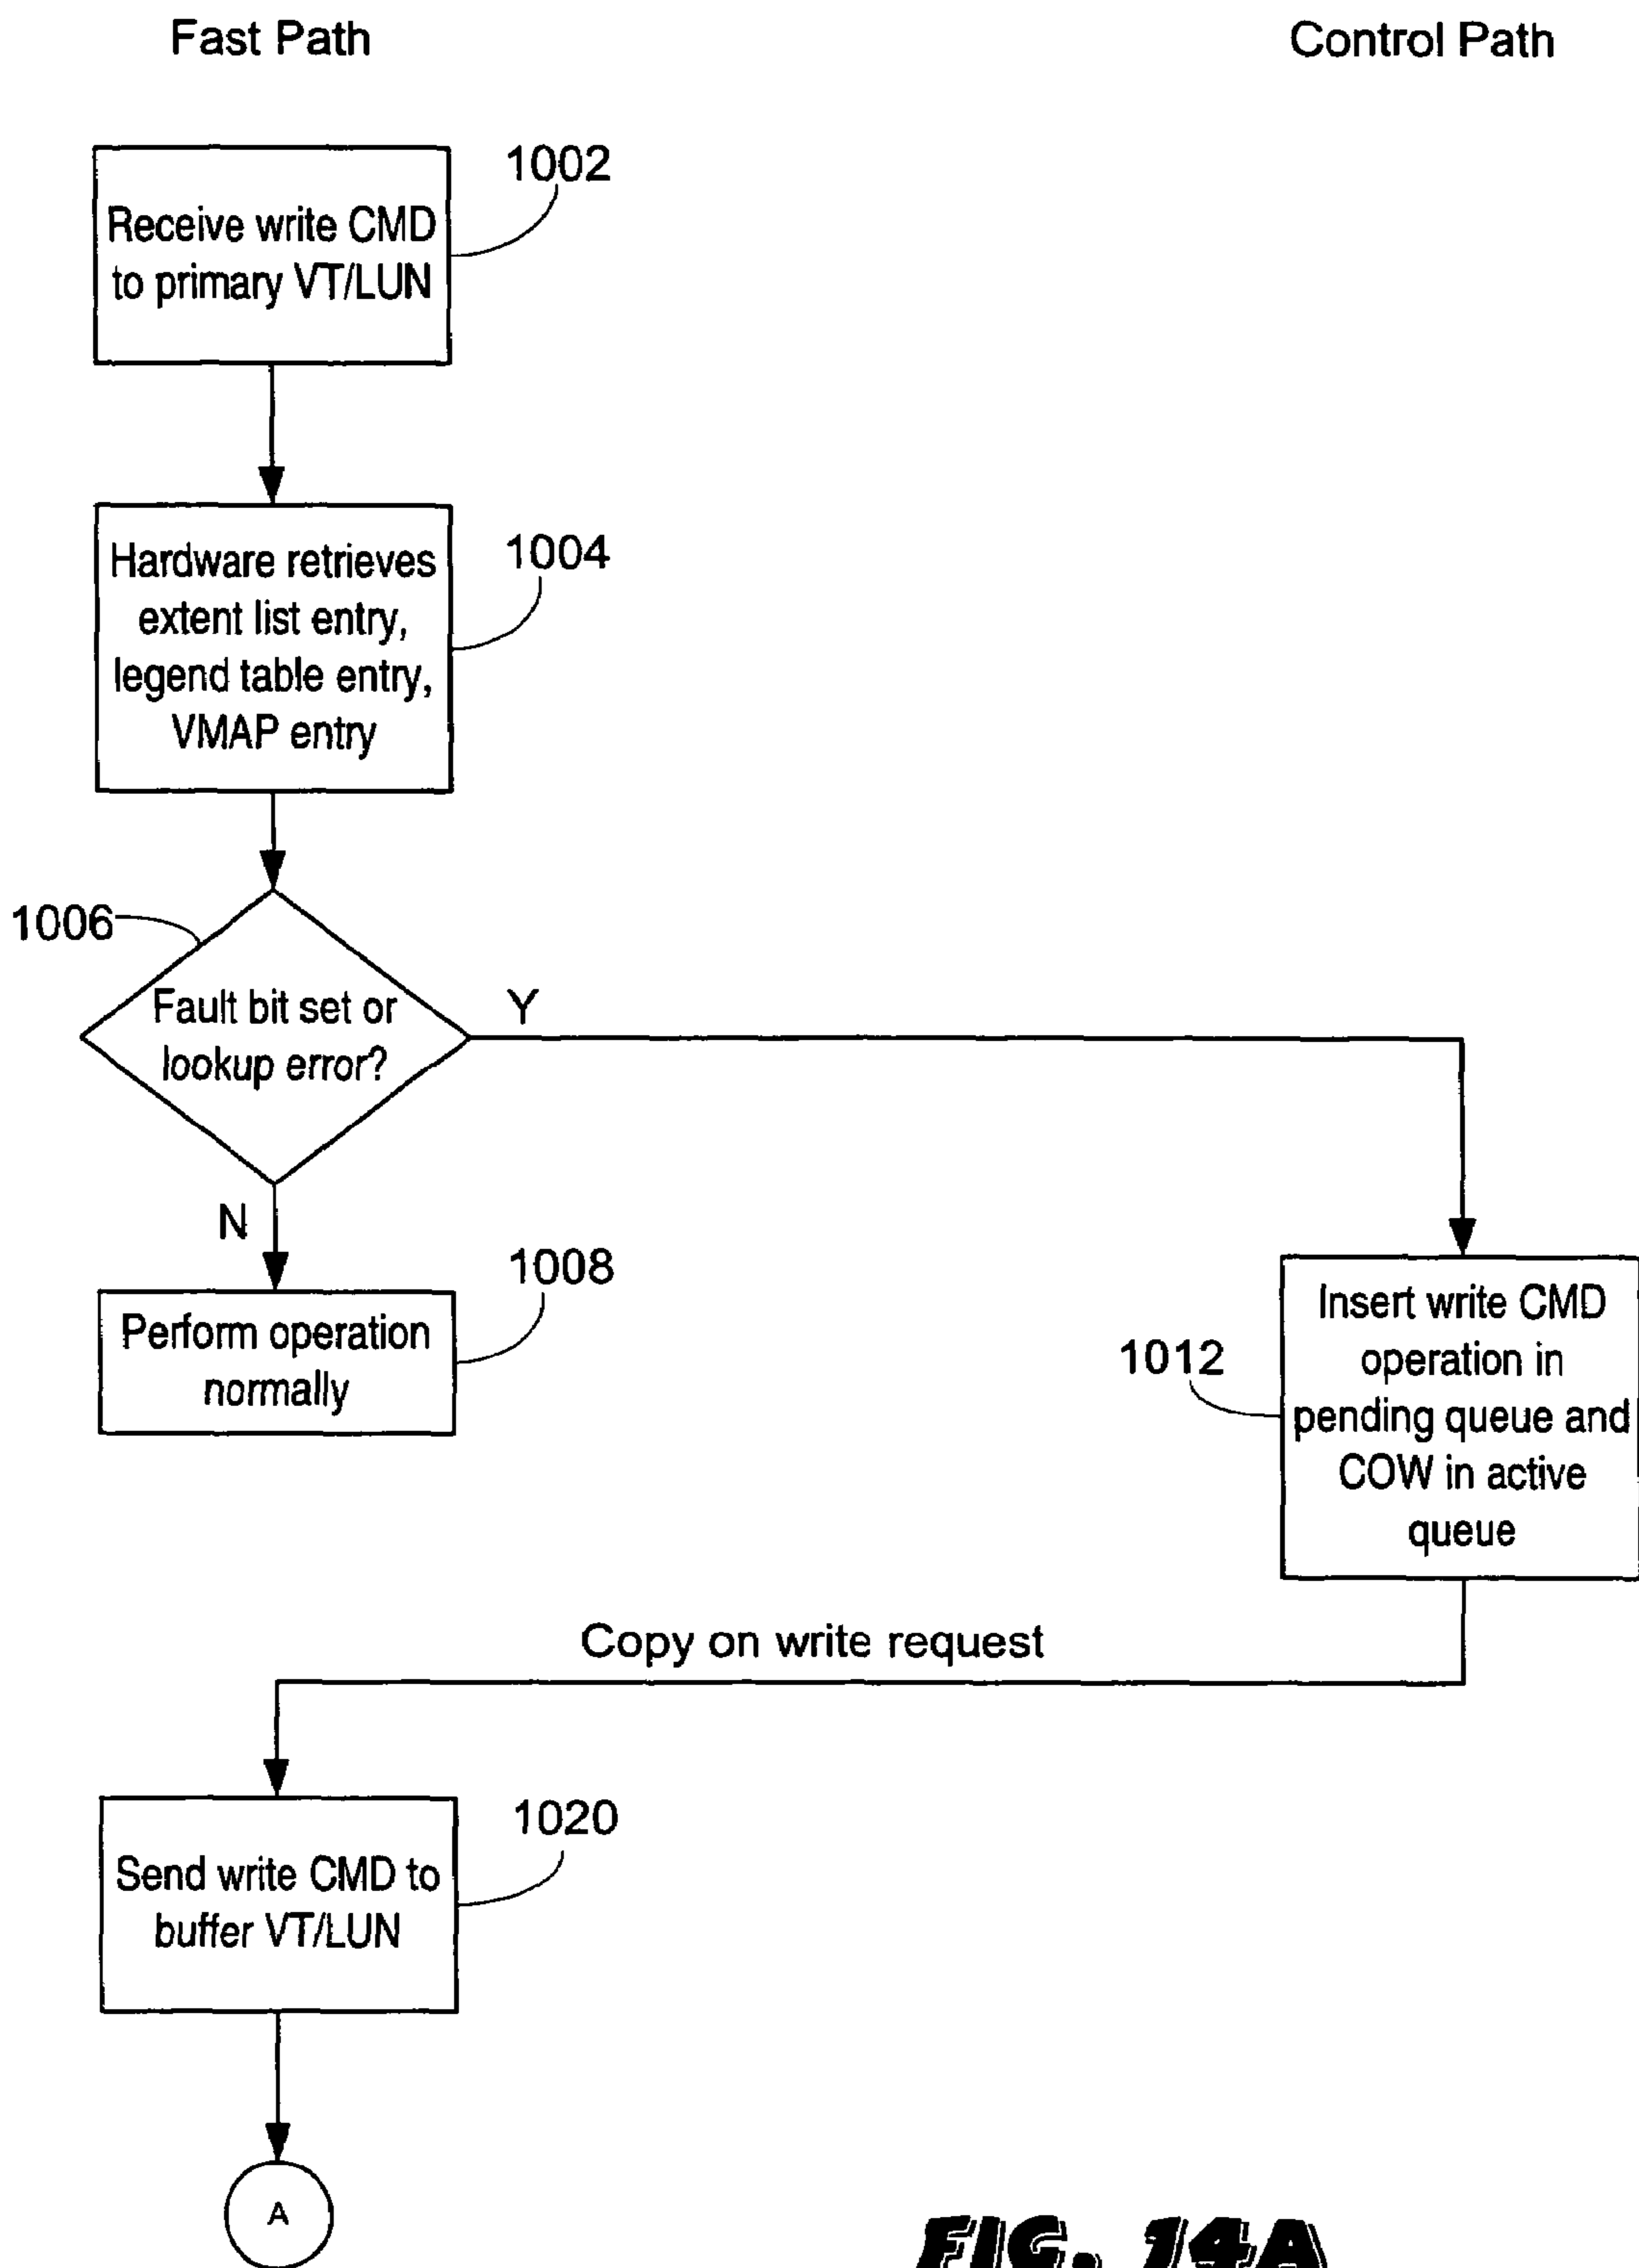 Fast Path
Control Path
1002
Receive write CMD
to primary VT/LUN
1004
Hardware retrieves
extent list entry,
legend table entry,
VMAP entry
1006
Fault bit set or
lookup error?
Y
N
1008
Perform operation
normally
1012
Insert write CMD
operation in
pending queue and
COW in active
queue
Copy on write request
1020
Send write CMD to
buffer VT/LUN
A
FIG. 14A